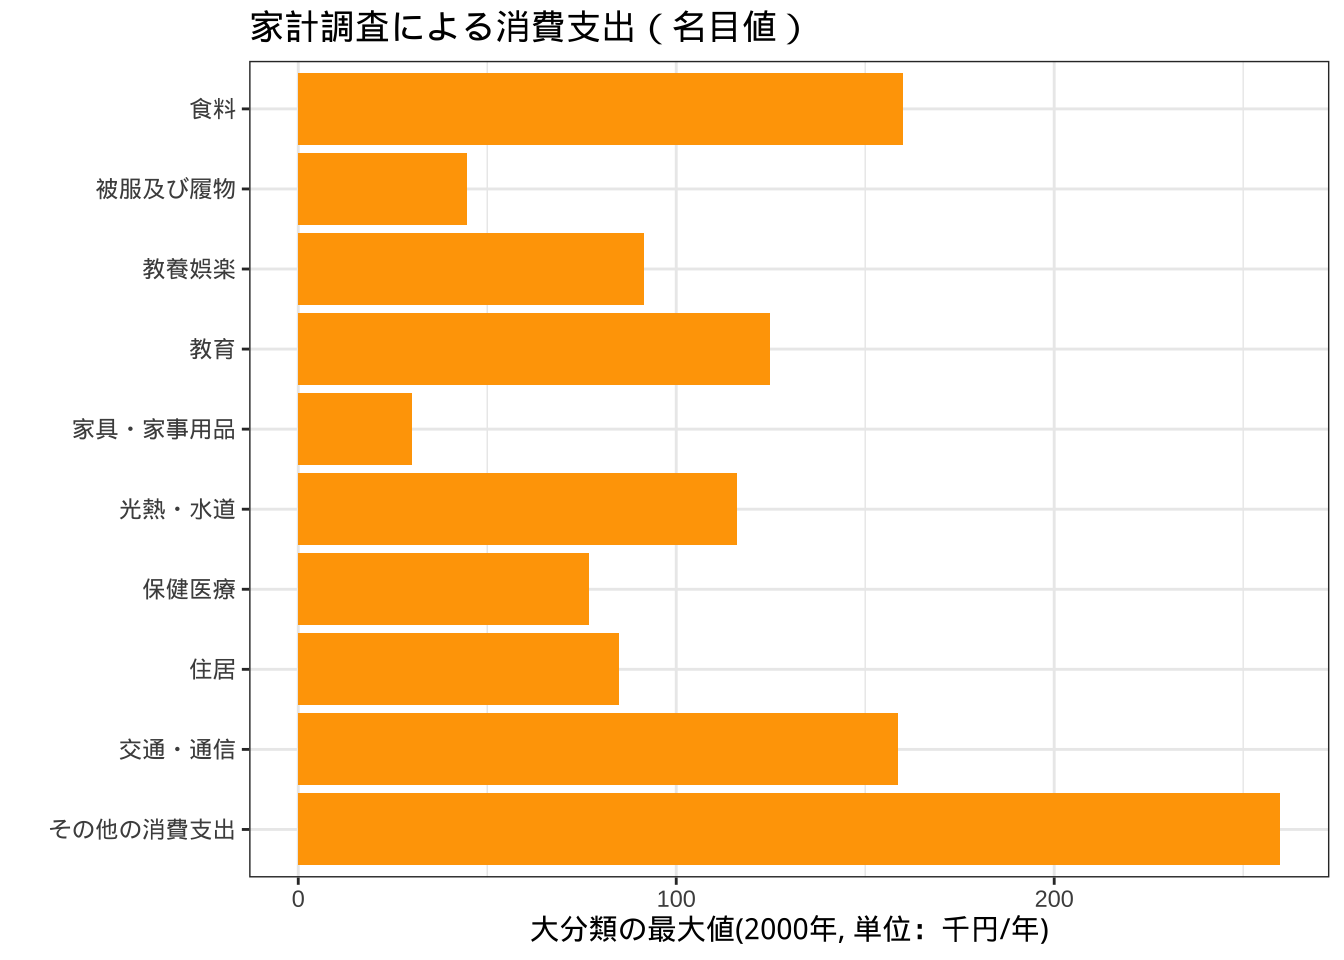 家計調査による消費支出（名目値）
食料
被服及び履物
教養娯楽
教育
家具・家事用品
光熱・水道
保健医療
住居
交通・通信
その他の消費支出
0 100 200
大分類の最大値(2000年, 単位：千円/年)